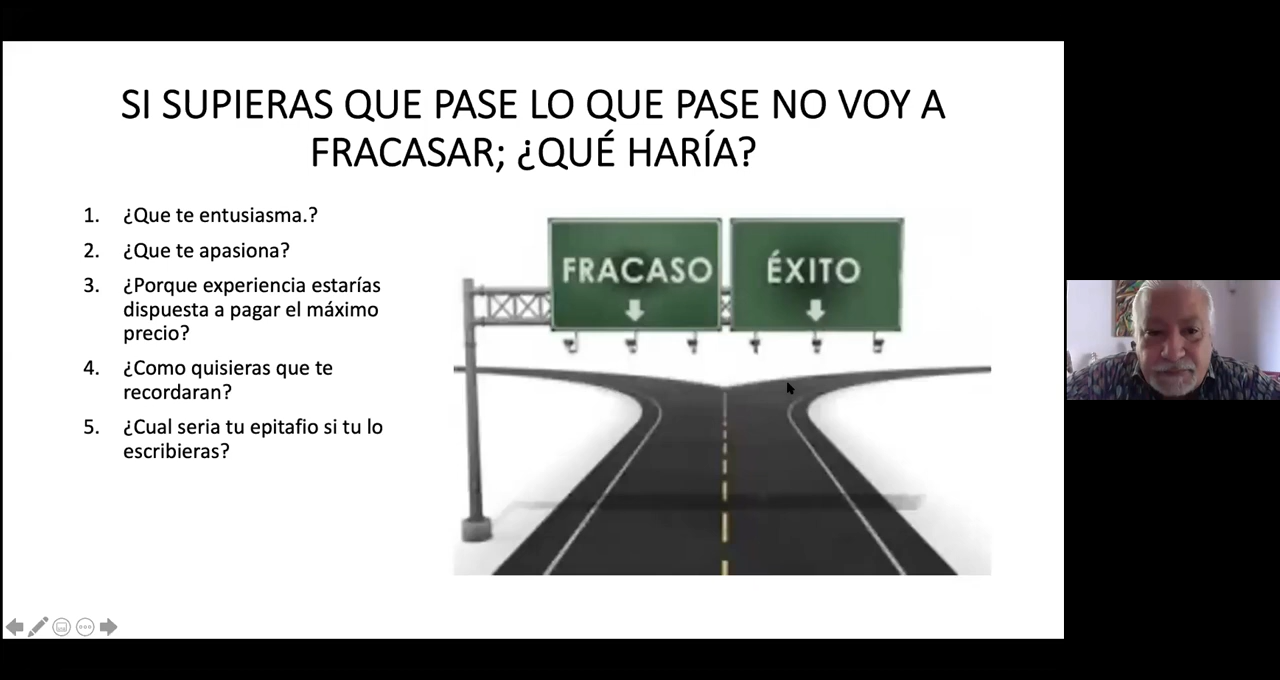 SI SUPIERAS QUE PASE LO QUE PASE NO VOY A
FRACASAR; ¿QUÉ HARÍA?
1. ¿Que te entusiasma.?
2. ¿Que te apasiona?
3. ¿Porque experiencia estarías
dispuesta a pagar el máximo
precio?
4. ¿Como quisieras que te
recordaran?
5. ¿Cual seria tu epitafio si tu lo
escribieras?
FRACASO
ÉXITO